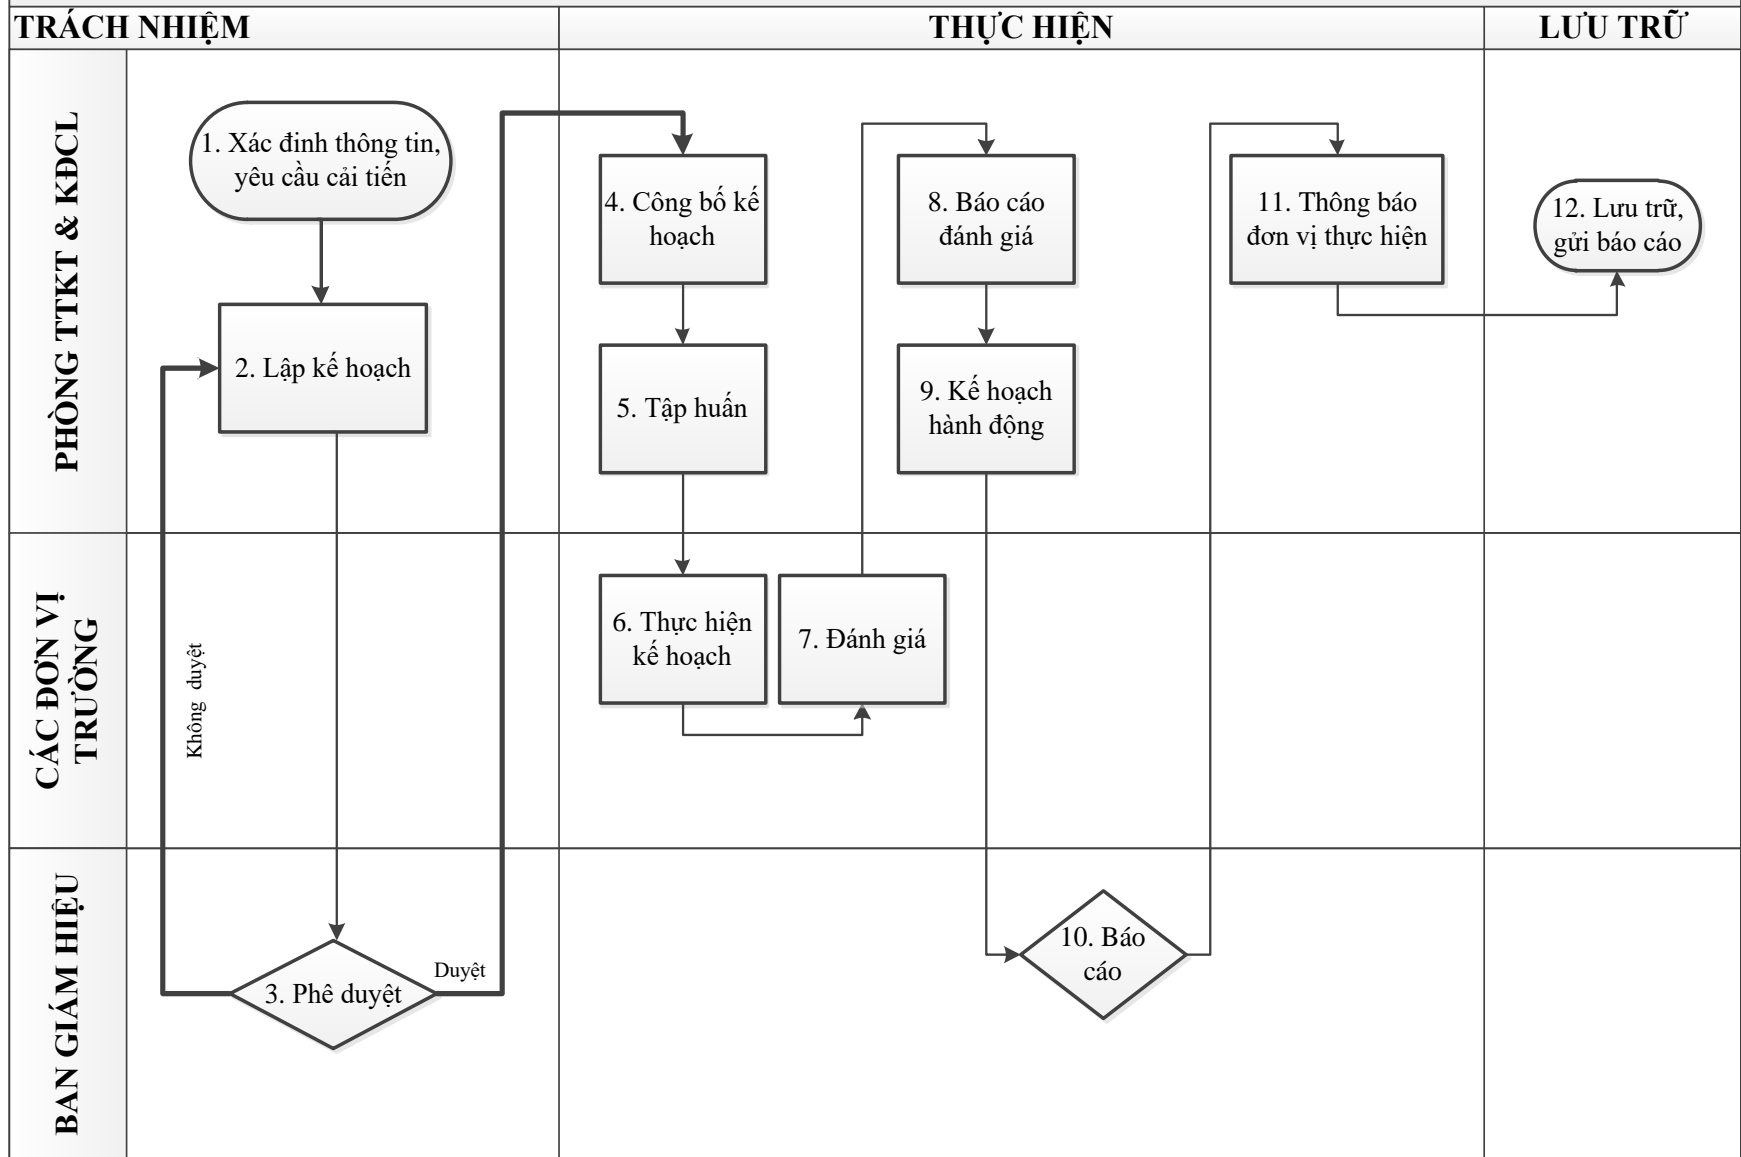 TRÁCH NHIỆM
THỰC HIỆN
LƯU TRỮ
PHÒNG TTKT & KĐCL
1. Xác đinh thông tin,
yêu cầu cải tiến
2. Lập kế hoạch
4. Công bố kế
hoạch
5. Tập huấn
8. Báo cáo
đánh giá
9. Kế hoạch
hành động
11. Thông báo
đơn vị thực hiện
12. Lưu trữ,
gửi báo cáo
CÁC ĐƠN VỊ
TRƯỜNG
Không duyệt
6. Thực hiện
kế hoạch
7. Đánh giá
BAN GIÁM HIỆU
3. Phê duyệt
Duyệt
10. Báo
cáo